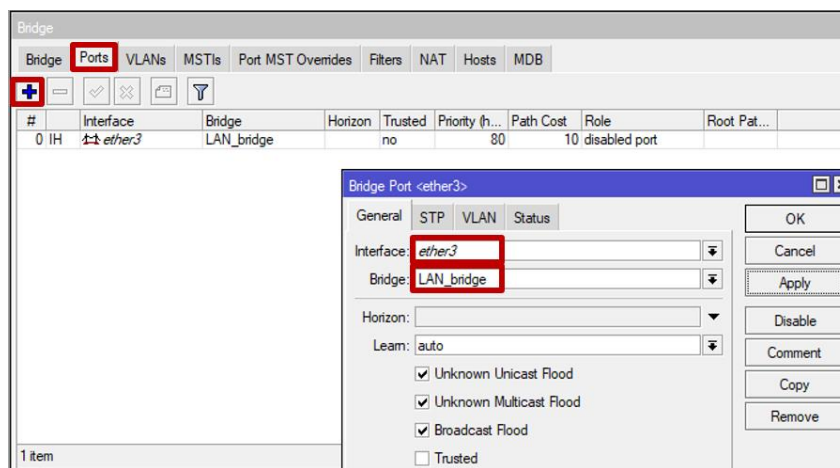 Bridge
Bridge Ports VLANs MSTIs Port MST Overrides Filters NAT Hosts MDB
# Interface Bridge Horizon Trusted Priority (h... Path Cost Role Root Pat...
0 IH ether3 LAN_bridge no 80 10 disabled port
Bridge Port <ether3>
General STP VLAN Status
OK
Interface: ether3
Cancel
Bridge: LAN_bridge
Apply
Horizon:
Disable
Learn: auto
Comment
Unknown Unicast Flood
Copy
Unknown Multicast Flood
Remove
Broadcast Flood
Trusted
1 item